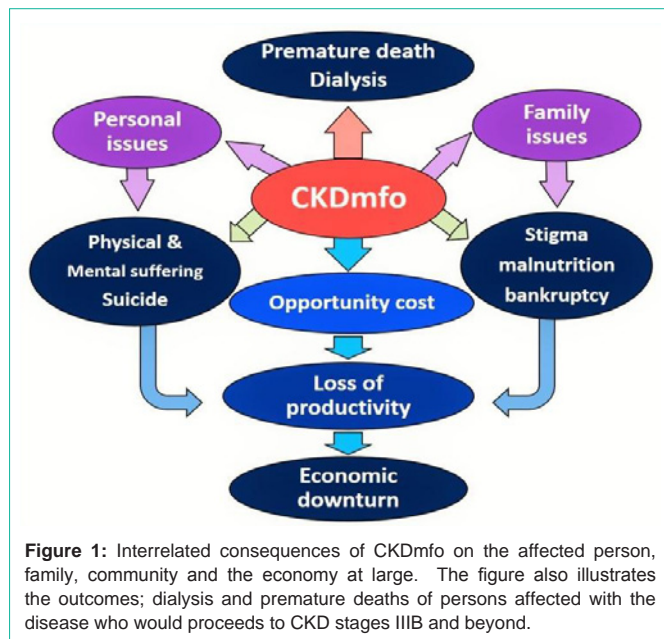 Premature death
Dialysis
Personal
issues
Family
issues
CKDmfo
Physical &
Mental suffering
Suicide
Stigma
malnutrition
bankruptcy
Opportunity cost
Loss of
productivity
Economic
downturn
Figure 1: Interrelated consequences of CKDmfo on the affected person,
family, community and the economy at large. The figure also illustrates
the outcomes; dialysis and premature deaths of persons affected with the
disease who would proceeds to CKD stages IIIB and beyond.